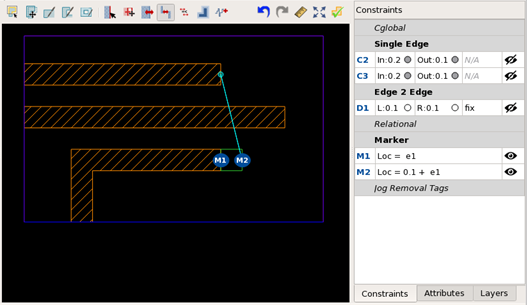 Constraints
Cglobal
Single Edge
C2 In:0.2 Out:0.1 N/A
C3 In:0.2 Out:0.1 N/A
Edge 2 Edge
D1 L:0.1 R:0.1 fix
Relational
Marker
M1 Loc = e1
M2 Loc = 0.1 + e1
Jog Removal Tags
M1 M2
Constraints Attributes Layers